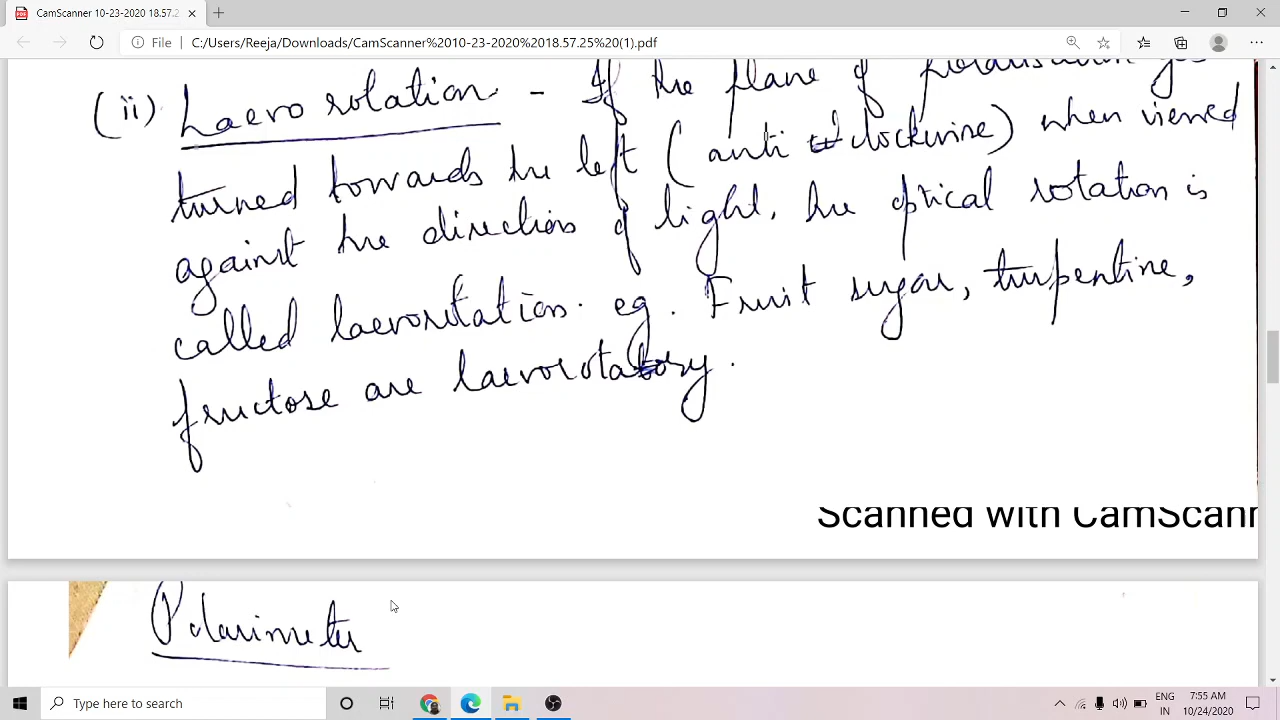 CamScanner 10-23-2020 18.57.2
File
C:/Users/Reeja/Downloads/CamScanner%2010-23-2020%2018.57.25%20(1).pdf
(ii) Laevo rotation - If the plane of polarisation gets
turned towards the left (anti clockwise) when viewed
against the direction of light, the optical rotation is
called laevorotation. eg. Fruit sugar, turpentine,
fructose are laevorotatory.
Scanned with CamScann
Polarimeter
Type here to search
ENG
IN
7:55 AM
10/24/2020